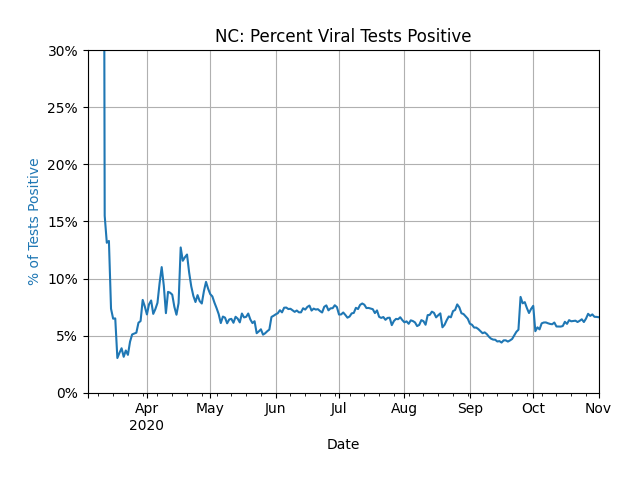 NC: Percent Viral Tests Positive
30%
25%
20%
15%
10%
5%
0%
% of Tests Positive
Apr
2020
May
Jun
Jul
Aug
Sep
Oct
Nov
Date